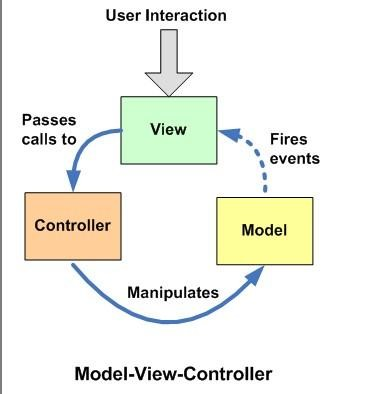 User Interaction
Passes
calls to
View
Fires
events
Controller
Model
Manipulates
Model-View-Controller